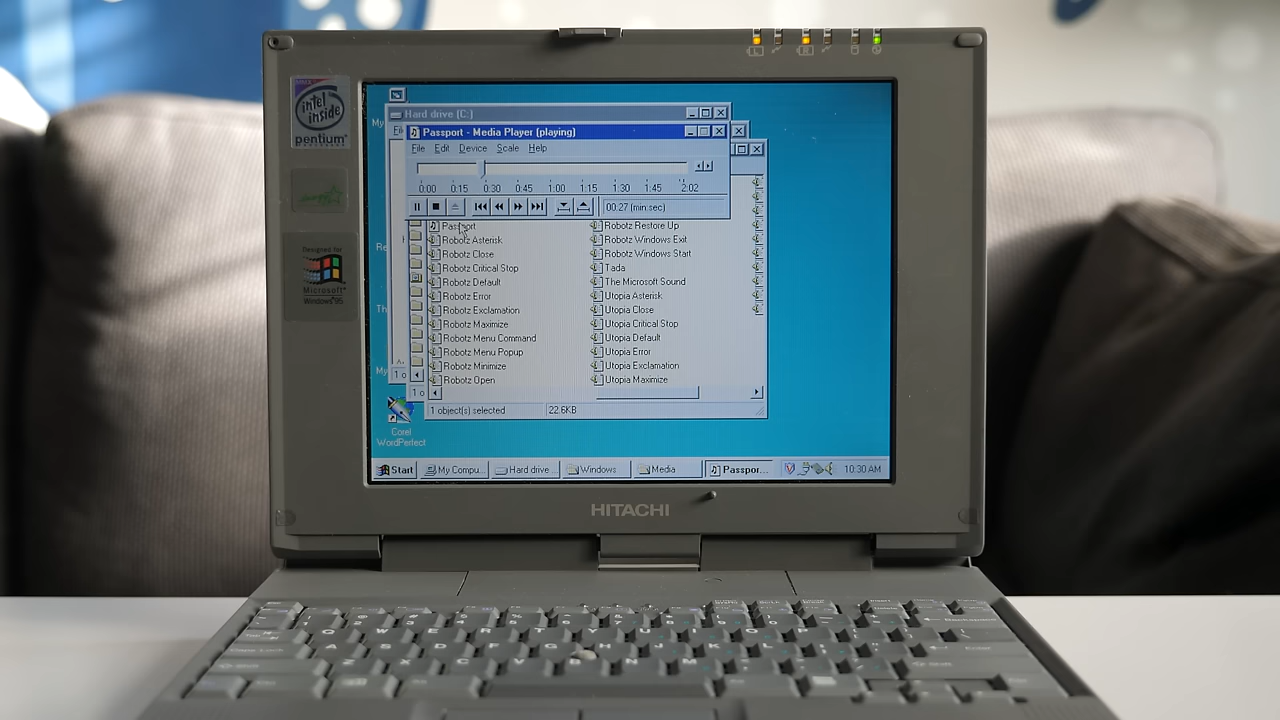 intel
inside
pentium
Designed for
Microsoft
Windows 95
Hard drive (C:)
Passport - Media Player (playing)
File Edit Device Scale Help
0:00 0:15 0:30 0:45 1:00 1:15 1:30 1:45 2:02
00:27 (min:sec)
Passport
Robotz Asterisk
Robotz Close
Robotz Critical Stop
Robotz Default
Robotz Error
Robotz Exclamation
Robotz Maximize
Robotz Menu Command
Robotz Menu Popup
Robotz Minimize
Robotz Open
Robotz Restore Up
Robotz Windows Exit
Robotz Windows Start
Tada
The Microsoft Sound
Utopia Asterisk
Utopia Close
Utopia Critical Stop
Utopia Default
Utopia Error
Utopia Exclamation
Utopia Maximize
1 object(s) selected 22.6KB
My
Re
Th
My
Corel
WordPerfect
Start My Compu... Hard drive Windows Media Passpor... 10:30 AM
HITACHI
Q W E R T Y U I O P
A S D F G H J K L
Z X C V B N M